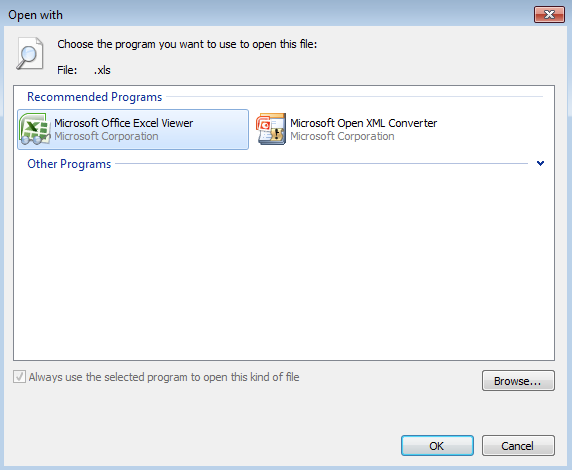 Open with
Choose the program you want to use to open this file:
File: .xls
Recommended Programs
Microsoft Office Excel Viewer
Microsoft Corporation
Microsoft Open XML Converter
Microsoft Corporation
Other Programs
Always use the selected program to open this kind of file
Browse...
OK
Cancel